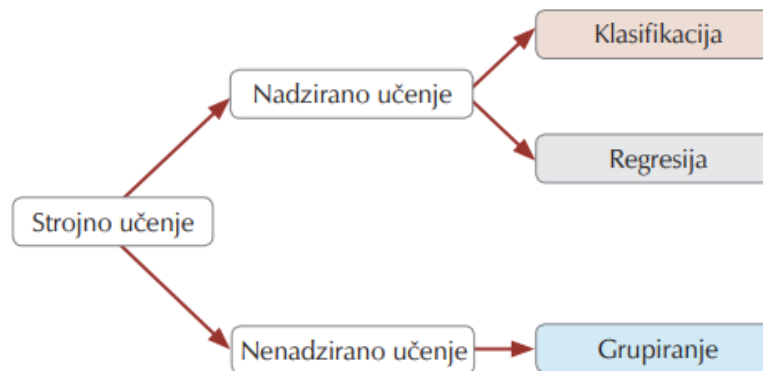 Klasifikacija
Nadzirano učenje
Regresija
Strojno učenje
Nenadzirano učenje
Grupiranje